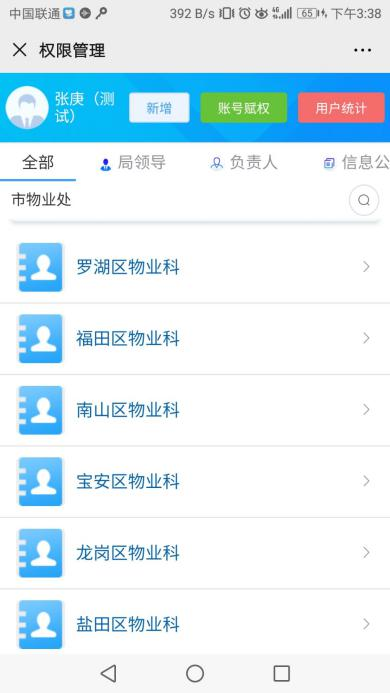 中国联通 392 B/s 4G 65 下午3:38
权限管理
张庚（测试） 新增 账号赋权 用户统计
全部 局领导 负责人 信息公
市物业处
罗湖区物业科
福田区物业科
南山区物业科
宝安区物业科
龙岗区物业科
盐田区物业科